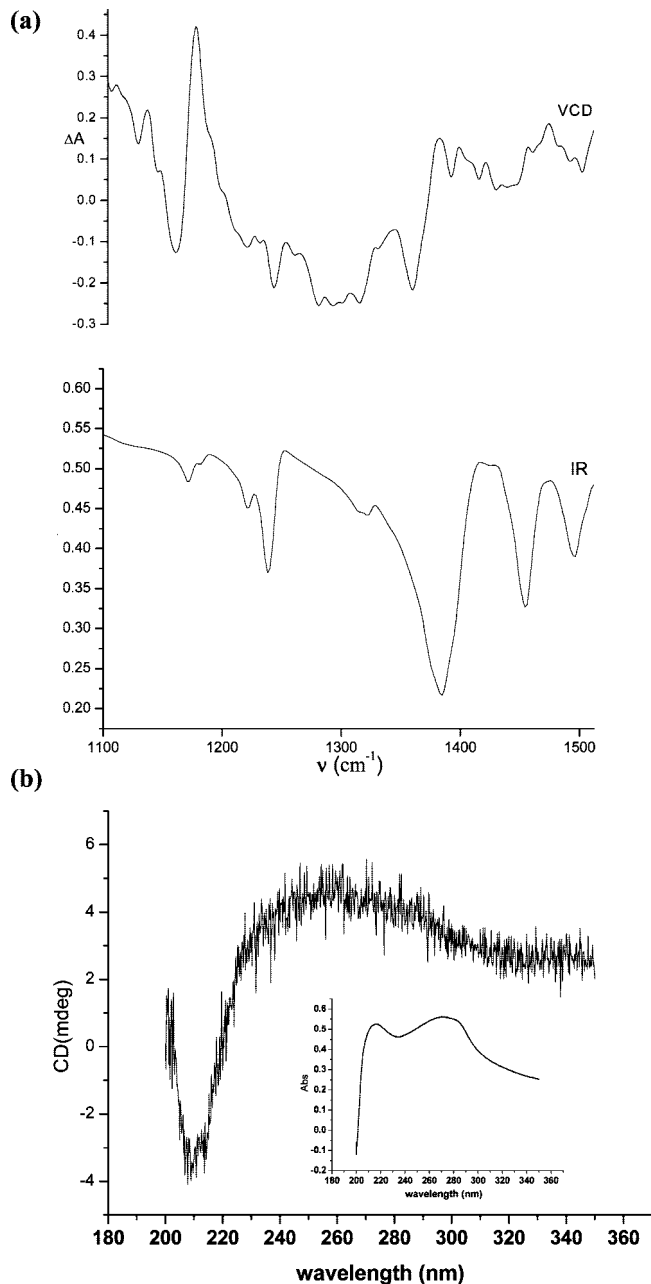 (a)
0.4
0.3
0.2
VCD
ΔA
0.1
0.0
-0.1
-0.2
-0.3
0.60
0.55
0.50
IR
0.45
0.40
0.35
0.30
0.25
0.20
1100 1200 1300 1400 1500
ν (cm-1)
(b)
6
4
2
0
-2
-4
CD(mdeg)
0.6
0.5
0.4
0.3
0.2
0.1
0.0
-0.1
-0.2
Abs
200 220 240 260 280 300 320 340 360
wavelength (nm)
180 200 220 240 260 280 300 320 340 360
wavelength (nm)